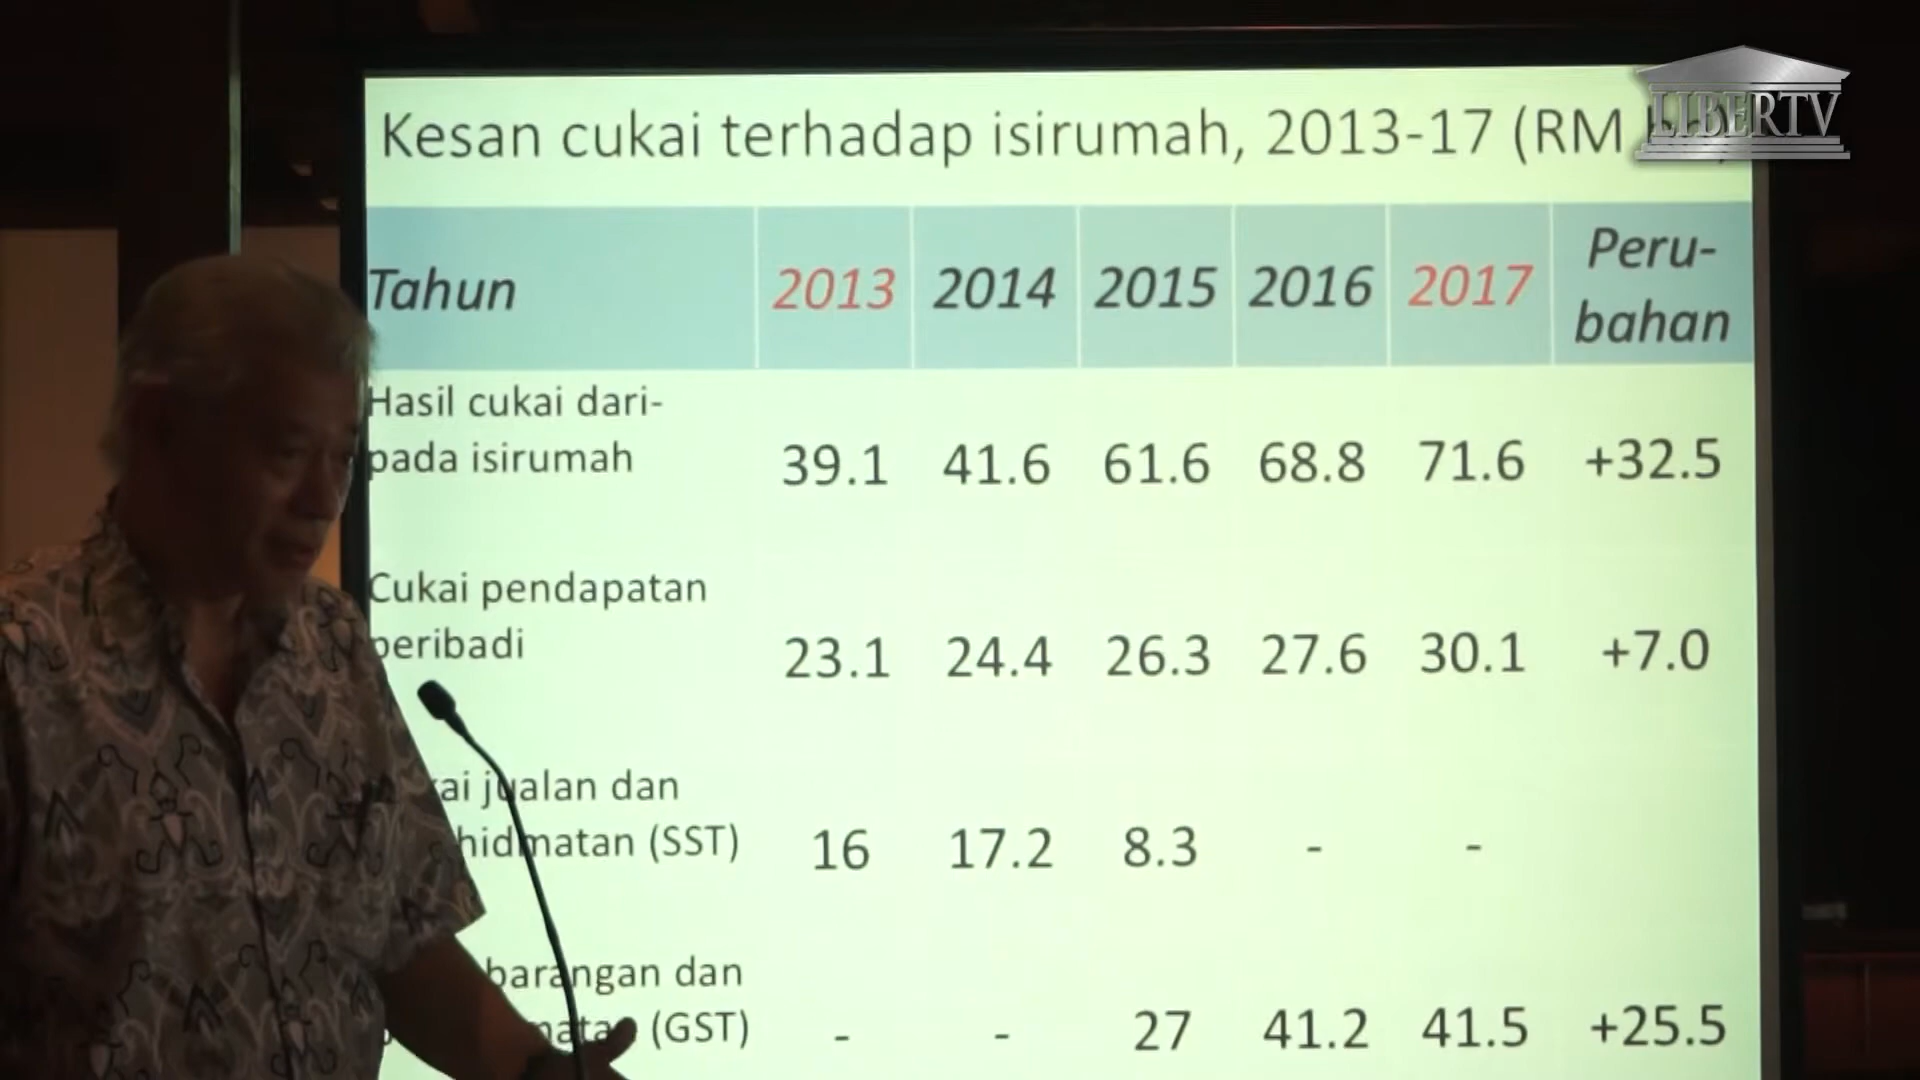 LIBERTV
Kesan cukai terhadap isirumah, 2013-17 (RM
Tahun 2013 2014 2015 2016 2017 Peru-
bahan
Hasil cukai dari-
pada isirumah 39.1 41.6 61.6 68.8 71.6 +32.5
Cukai pendapatan
peribadi 23.1 24.4 26.3 27.6 30.1 +7.0
jualan dan
(SST) 16 17.2 8.3 - -
barangan dan
(GST) - - 27 41.2 41.5 +25.5